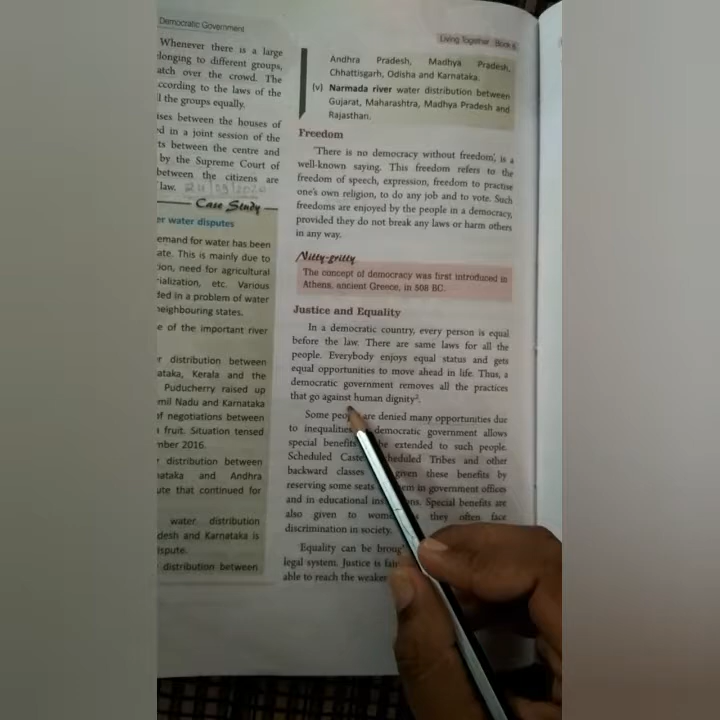 Democratic Government
Whenever there is a large
longing to different groups,
atch over the crowd. The
ccording to the laws of the
ll the groups equally.
ises between the houses of
ed in a joint session of the
ts between the centre and
by the Supreme Court of
between the citizens are
law. 24/09/2020
Case Study
er water disputes
emand for water has been
ate. This is mainly due to
ion, need for agricultural
rialization, etc. Various
ded in a problem of water
neighbouring states.
e of the important river
r distribution between
ataka, Kerala and the
Puducherry raised up
mil Nadu and Karnataka
of negotiations between
fruit. Situation tensed
mber 2016.
r distribution between
nataka and Andhra
ute that continued for
water distribution
desh and Karnataka is
ispute.
distribution between
Living Together Book 6
Andhra Pradesh, Madhya Pradesh,
Chhattisgarh, Odisha and Karnataka.
(v) Narmada river water distribution between
Gujarat, Maharashtra, Madhya Pradesh and
Rajasthan.
Freedom
'There is no democracy without freedom', is a
well-known saying. This freedom refers to the
freedom of speech, expression, freedom to practise
one's own religion, to do any job and to vote. Such
freedoms are enjoyed by the people in a democracy,
provided they do not break any laws or harm others
in any way.
Nitty-gritty
The concept of democracy was first introduced in
Athens, ancient Greece, in 508 BC.
Justice and Equality
In a democratic country, every person is equal
before the law. There are same laws for all the
people. Everybody enjoys equal status and gets
equal opportunities to move ahead in life. Thus, a
democratic government removes all the practices
that go against human dignity².
Some peop are denied many opportunities due
to inequalities democratic government allows
special benefits be extended to such people.
Scheduled Caste heduled Tribes and other
backward classes given these benefits by
reserving some seats em in government offices
and in educational ins ons. Special benefits are
also given to wom they often face
discrimination in society.
Equality can be broug
legal system. Justice is fair
able to reach the weaker